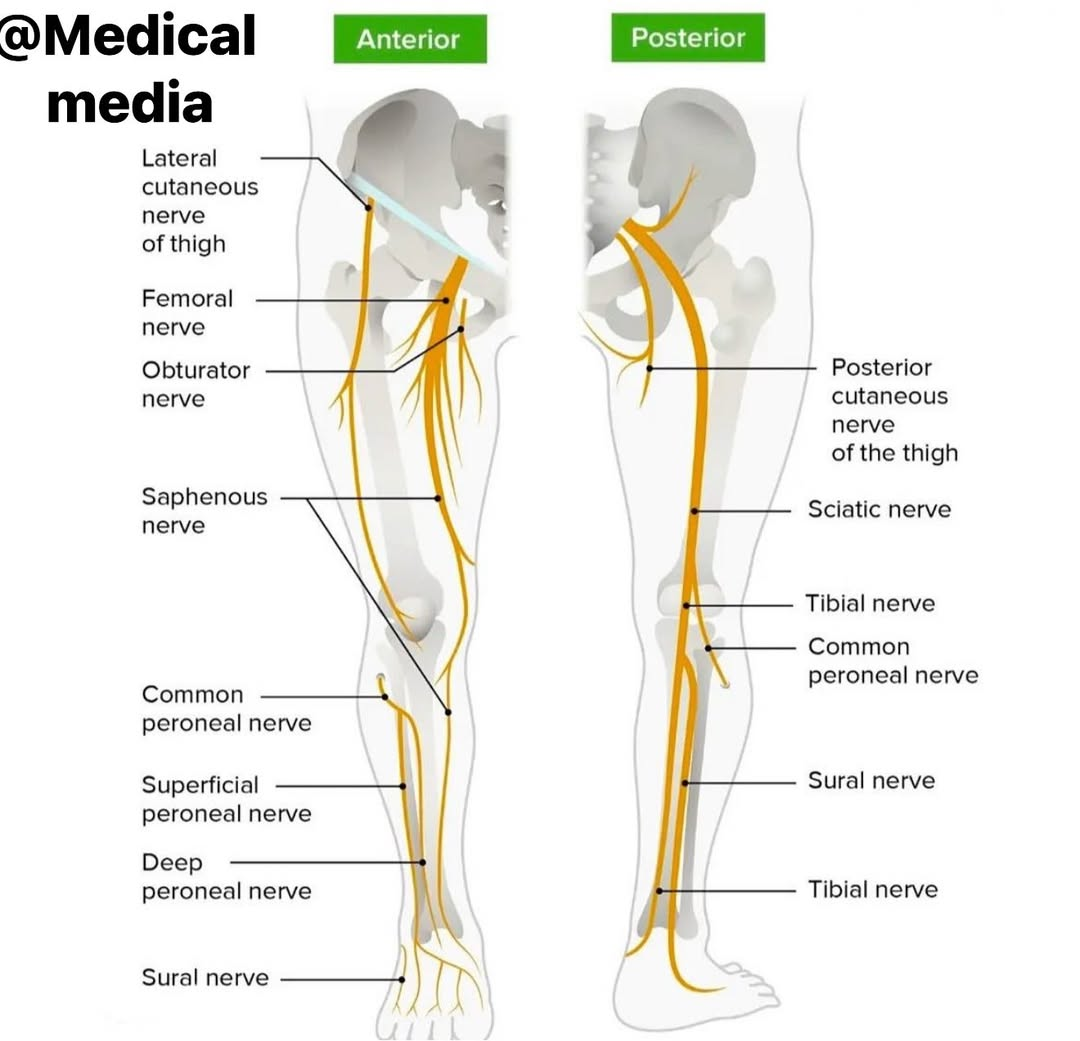 @Medical
media
Anterior
Posterior
Lateral
cutaneous
nerve
of thigh
Femoral
nerve
Obturator
nerve
Saphenous
nerve
Common
peroneal nerve
Superficial
peroneal nerve
Deep
peroneal nerve
Sural nerve
Posterior
cutaneous
nerve
of the thigh
Sciatic nerve
Tibial nerve
Common
peroneal nerve
Sural nerve
Tibial nerve